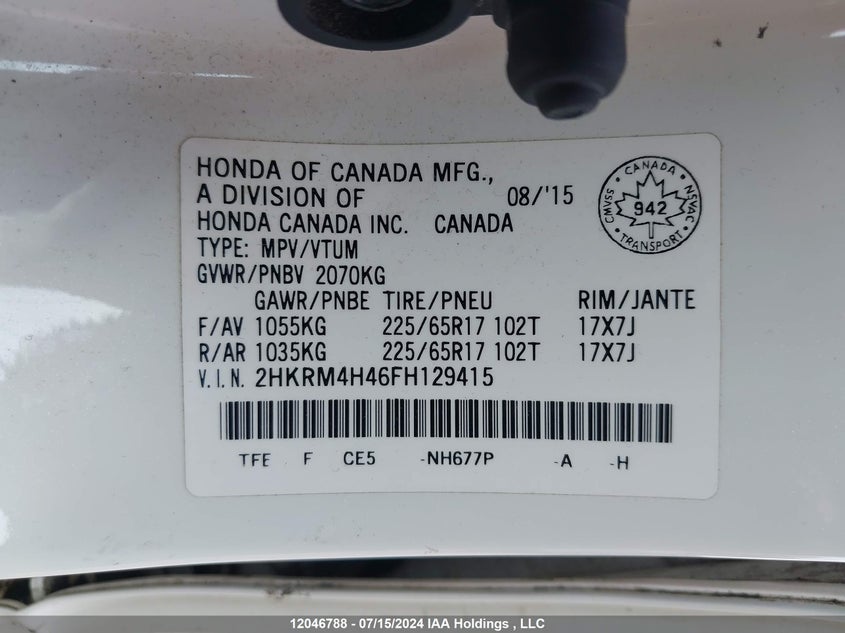 HONDA OF CANADA MFG.,
A DIVISION OF 08/'15
HONDA CANADA INC. CANADA
TYPE: MPV/VTUM
GVWR/PNBV 2070KG
GAWR/PNBE TIRE/PNEU RIM/JANTE
F/AV 1055KG 225/65R17 102T 17X7J
R/AR 1035KG 225/65R17 102T 17X7J
V.I.N. 2HKRM4H46FH129415
TFE F CE5 -NH677P -A -H
CANADA
CMVSS 942 NSVAC
TRANSPORT
12046788 - 07/15/2024 IAA Holdings , LLC